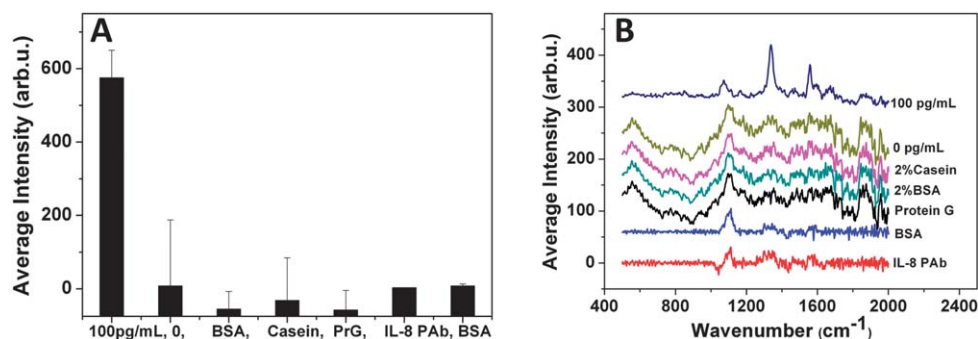 A
Average Intensity (arb.u.)
600
400
200
0
100pg/mL, 0, BSA, Casein, PrG, IL-8 PAb, BSA
B
Average Intensity (arb.u.)
400
300
200
100
0
100 pg/mL
0 pg/mL
2%Casein
2%BSA
Protein G
BSA
IL-8 PAb
400 800 1200 1600 2000
Wavenumber (cm-1)